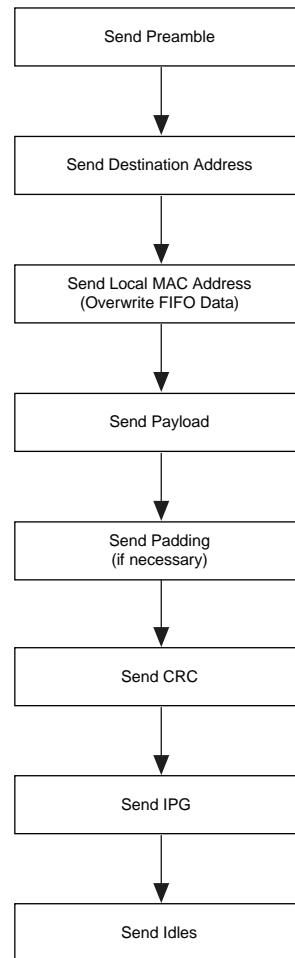 Send Preamble
Send Destination Address
Send Local MAC Address
(Overwrite FIFO Data)
Send Payload
Send Padding
(if necessary)
Send CRC
Send IPG
Send Idles